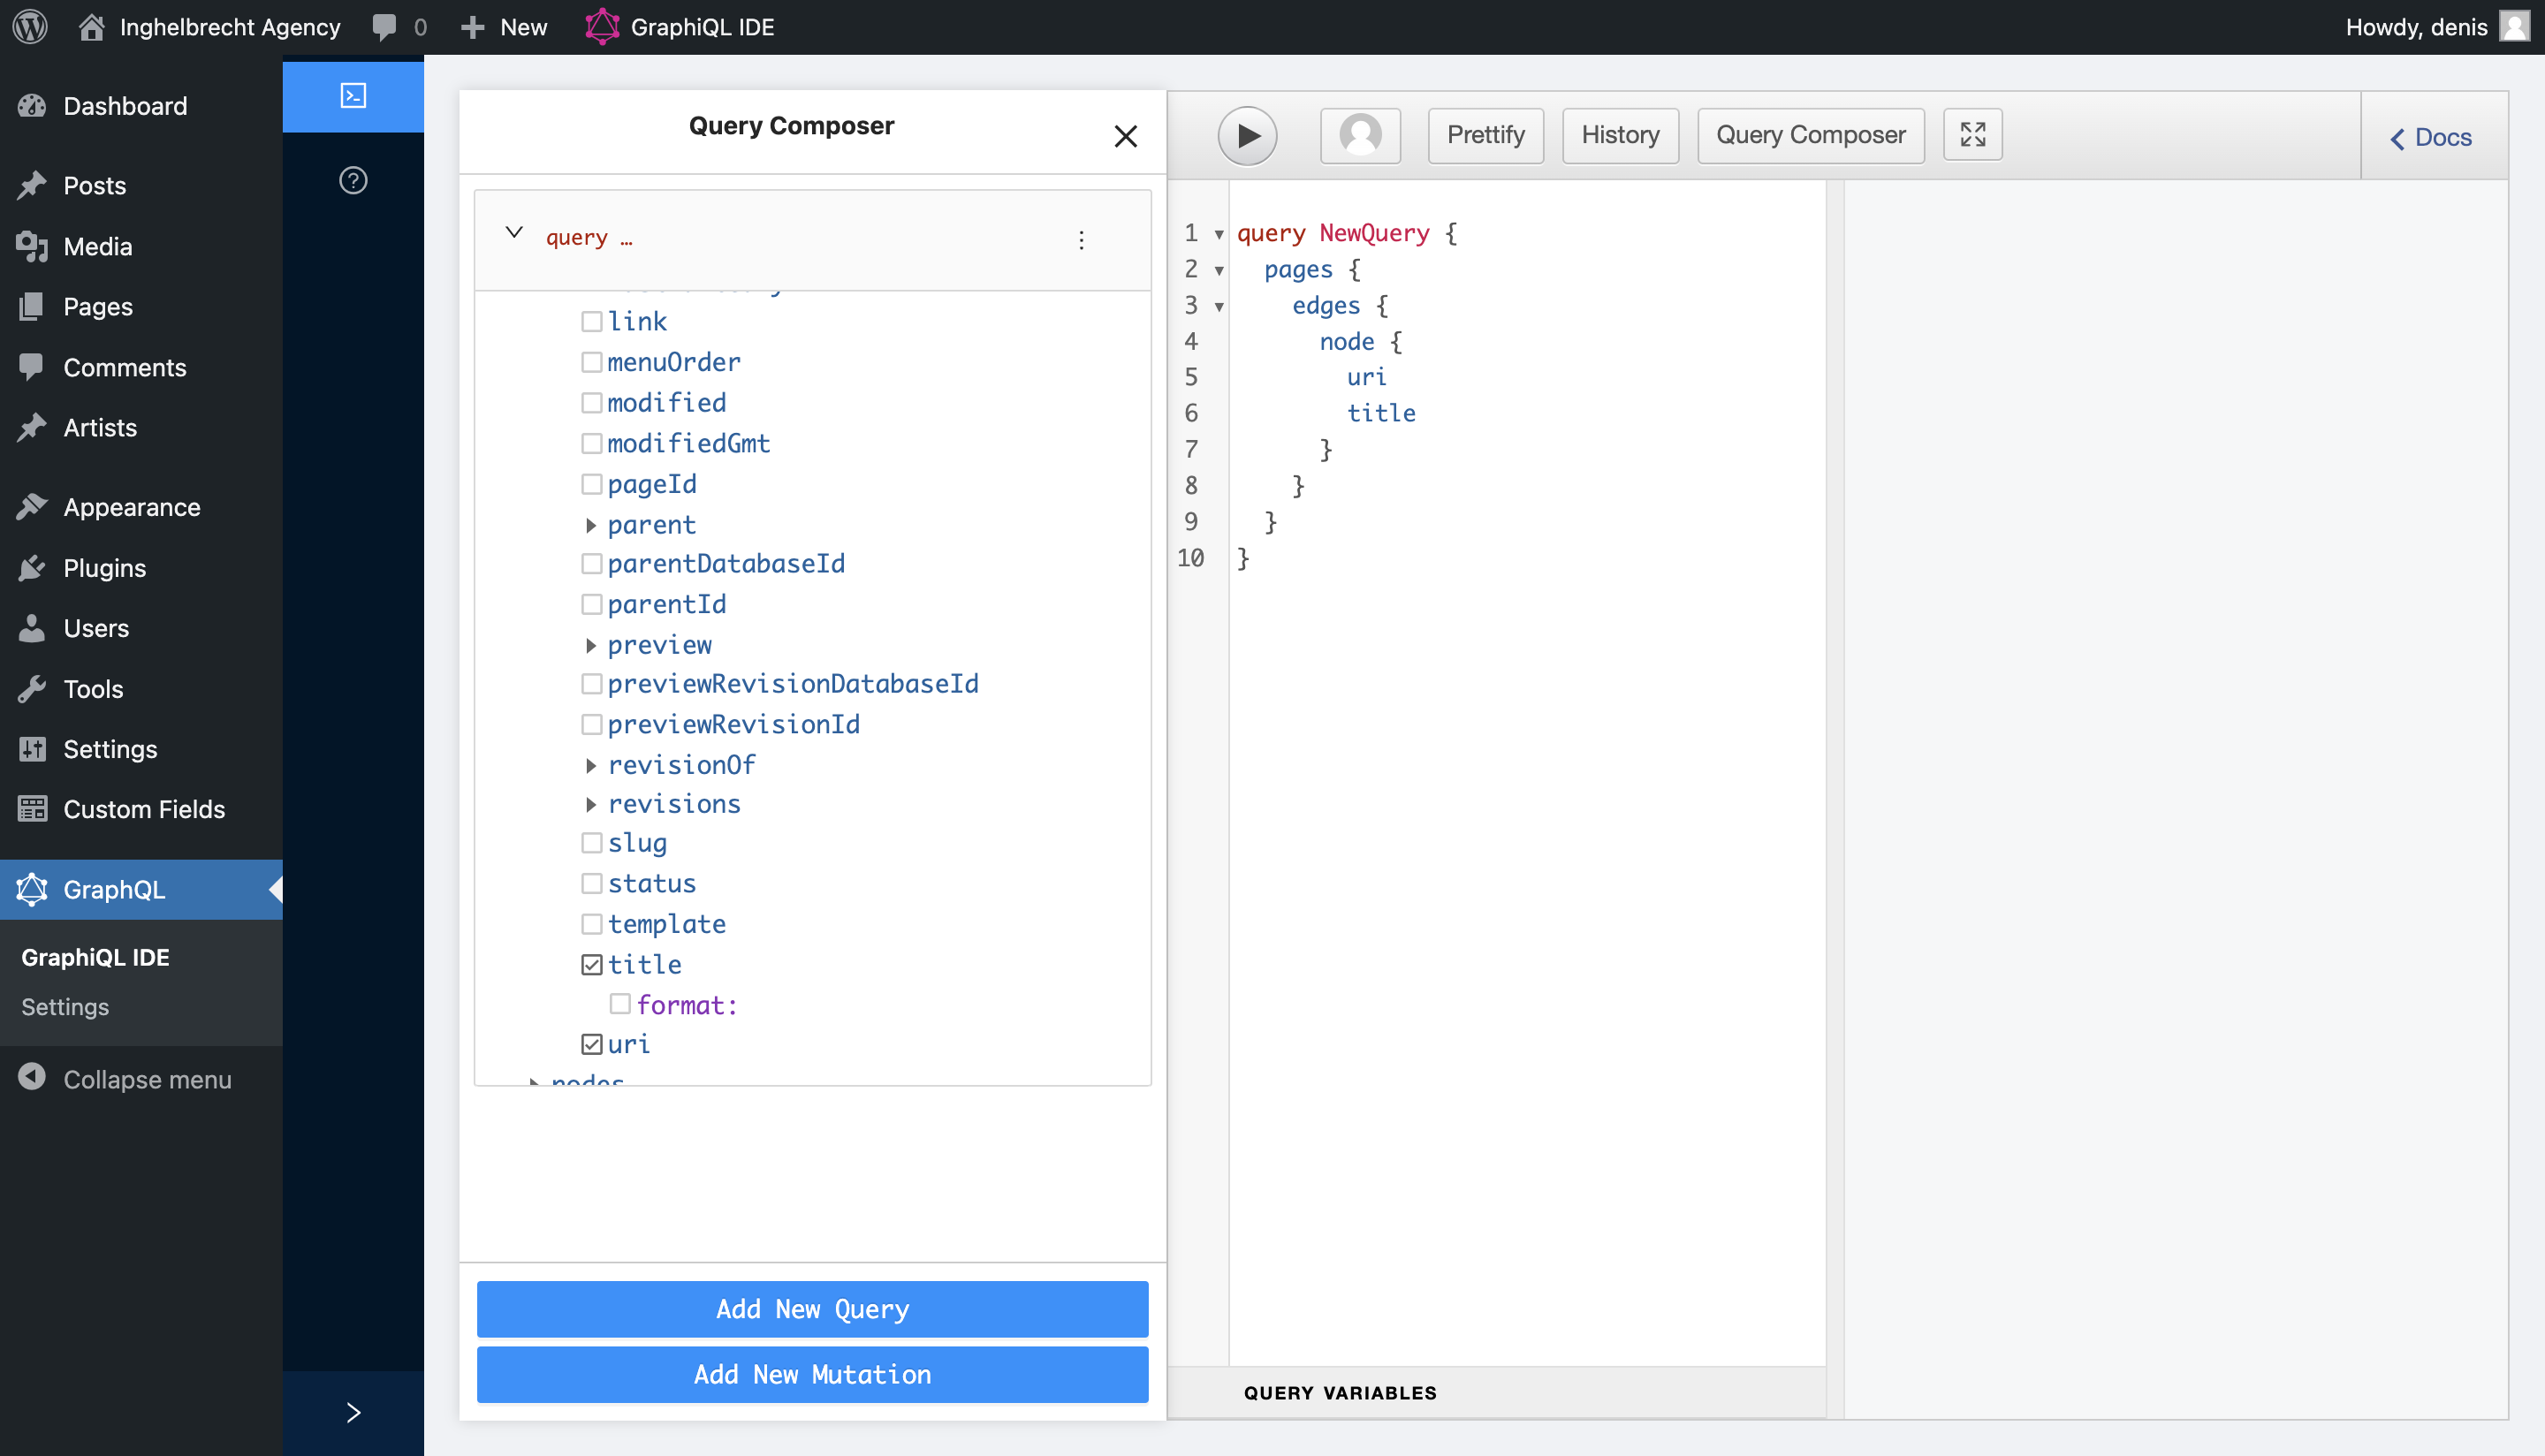 Inghelbrecht Agency 0 New GraphiQL IDE Howdy, denis
Dashboard
Posts
Media
Pages
Comments
Artists
Appearance
Plugins
Users
Tools
Settings
Custom Fields
GraphQL
GraphiQL IDE
Settings
Collapse menu
Query Composer
query …
link
menuOrder
modified
modifiedGmt
pageId
parent
parentDatabaseId
parentId
preview
previewRevisionDatabaseId
previewRevisionId
revisionOf
revisions
slug
status
template
title
format:
uri
nodes
Add New Query
Add New Mutation
Prettify History Query Composer Docs
1 query NewQuery {
2 pages {
3 edges {
4 node {
5 uri
6 title
7 }
8 }
9 }
10 }
QUERY VARIABLES